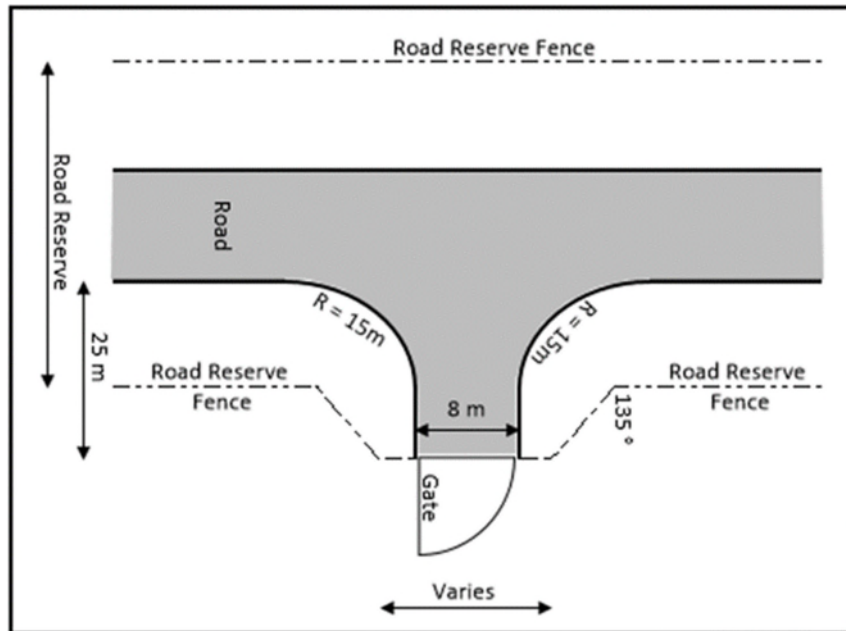 Road Reserve Fence
Road Reserve
Road
R = 15m
R = 15m
25 m
Road Reserve
Fence
Road Reserve
Fence
8 m
135 °
Gate
Varies